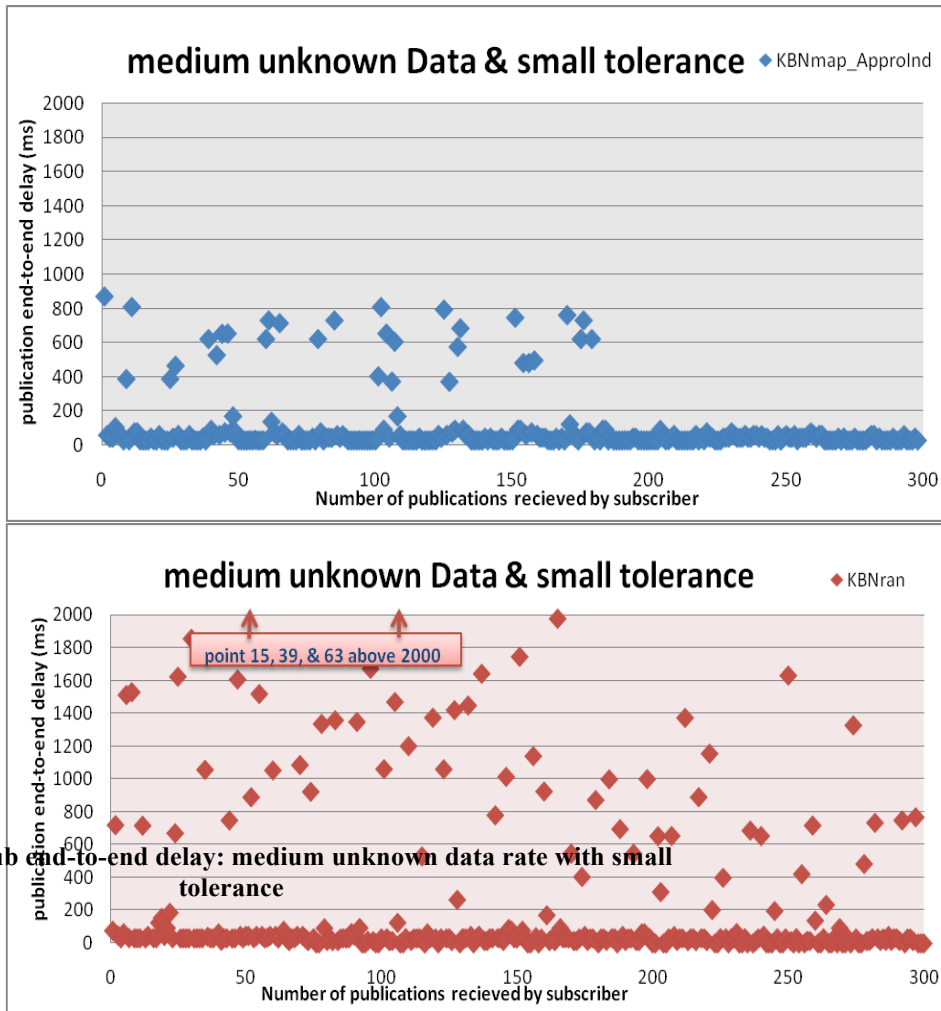 medium unknown Data & small tolerance
KBNmap_ApproInd
publication end-to-end delay (ms)
2000
1800
1600
1400
1200
1000
800
600
400
200
0
0 50 100 150 200 250 300
Number of publications recieved by subscriber
medium unknown Data & small tolerance
KBNran
publication end-to-end delay (ms)
2000
1800
1600
1400
1200
1000
800
600
400
200
0
point 15, 39, & 63 above 2000
b end-to-end delay: medium unknown data rate with small
tolerance
0 50 100 150 200 250 300
Number of publications recieved by subscriber